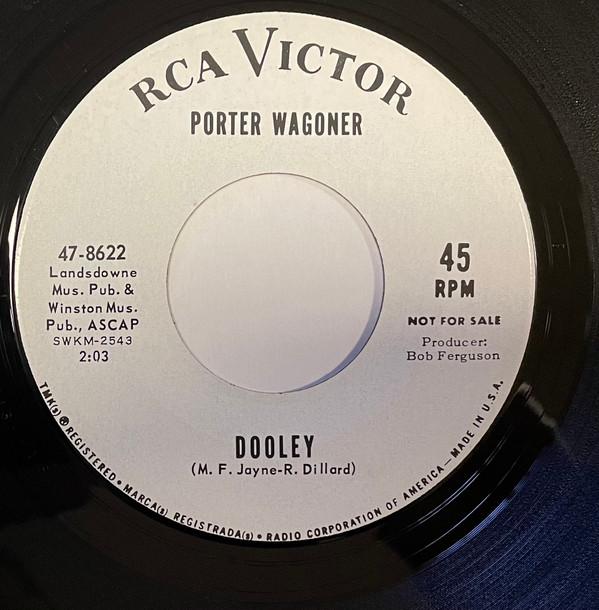 RCA VICTOR
PORTER WAGONER
47-8622
Landsdowne
Mus. Pub. &
Winston Mus.
Pub., ASCAP
SWKM-2543
2:03
45
RPM
NOT FOR SALE
Producer:
Bob Ferguson
DOOLEY
(M. F. Jayne-R. Dillard)
TMK(s) ® REGISTERED • MARCA(s) REGISTRADA(s) • RADIO CORPORATION OF AMERICA—MADE IN U.S.A.